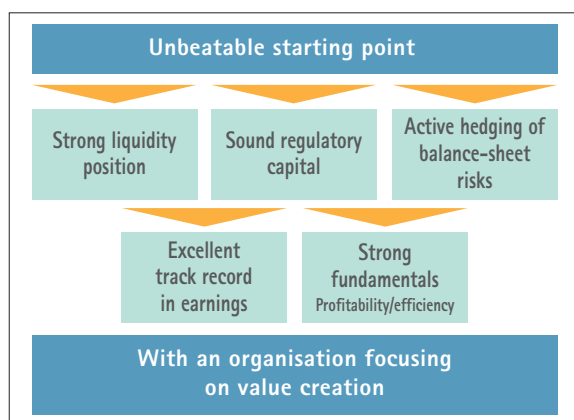 Unbeatable starting point
Strong liquidity
position
Sound regulatory
capital
Active hedging of
balance-sheet
risks
Excellent
track record
in earnings
Strong
fundamentals
Profitability/efficiency
With an organisation focusing
on value creation